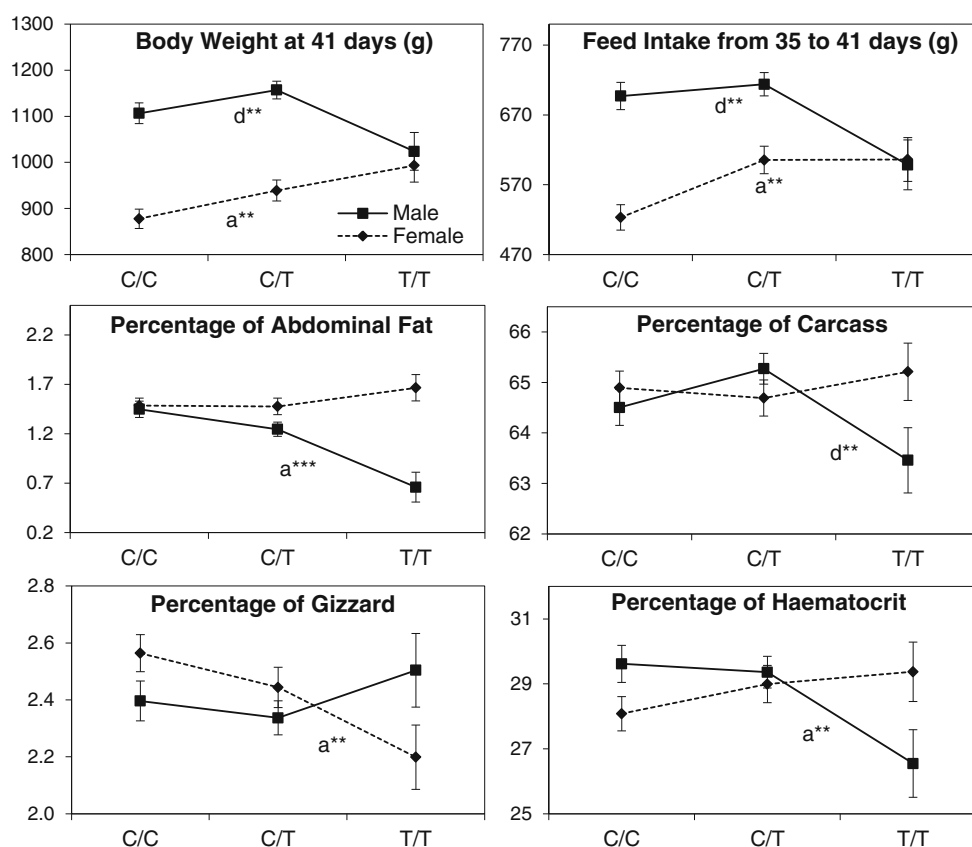 Body Weight at 41 days (g)
1300
1200
1100
1000
900
800
d**
a**
Male
Female
C/C C/T T/T
Feed Intake from 35 to 41 days (g)
770
670
570
470
d**
a**
C/C C/T T/T
Percentage of Abdominal Fat
2.2
1.7
1.2
0.7
0.2
a***
C/C C/T T/T
Percentage of Carcass
66
65
64
63
62
d**
C/C C/T T/T
Percentage of Gizzard
2.8
2.6
2.4
2.2
2.0
a**
C/C C/T T/T
Percentage of Haematocrit
31
29
27
25
a**
C/C C/T T/T